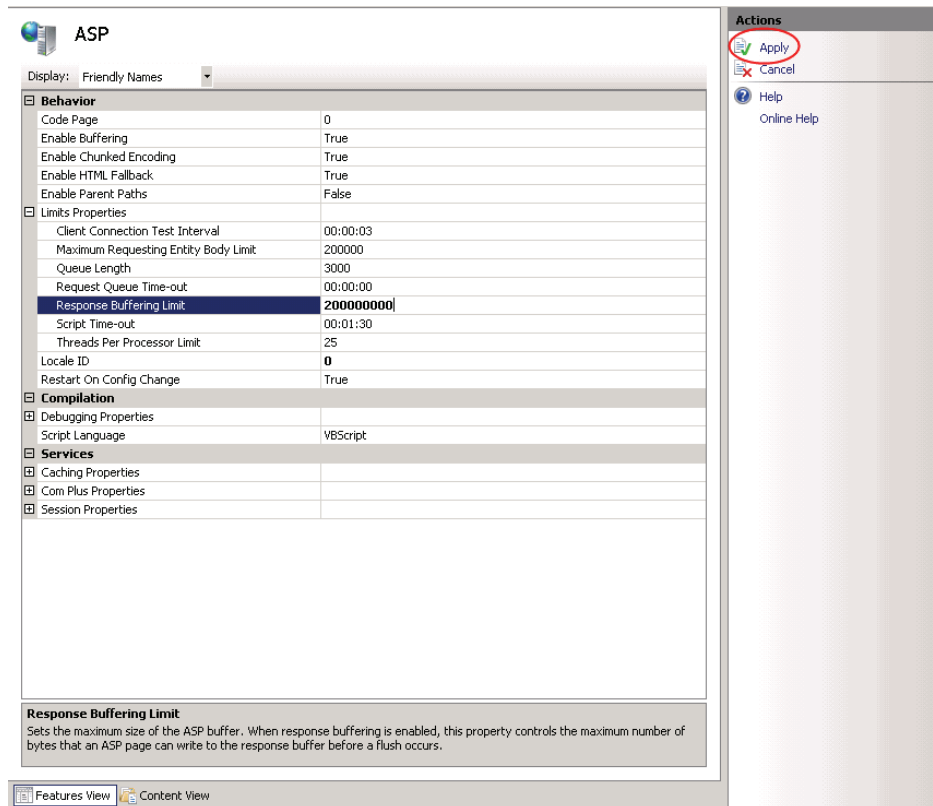 ASP
Display: Friendly Names
Behavior
Code Page 0
Enable Buffering True
Enable Chunked Encoding True
Enable HTML Fallback True
Enable Parent Paths False
Limits Properties
Client Connection Test Interval 00:00:03
Maximum Requesting Entity Body Limit 200000
Queue Length 3000
Request Queue Time-out 00:00:00
Response Buffering Limit 200000000
Script Time-out 00:01:30
Threads Per Processor Limit 25
Locale ID 0
Restart On Config Change True
Compilation
Debugging Properties
Script Language VBScript
Services
Caching Properties
Com Plus Properties
Session Properties
Response Buffering Limit
Sets the maximum size of the ASP buffer. When response buffering is enabled, this property controls the maximum number of
bytes that an ASP page can write to the response buffer before a flush occurs.
Features View Content View
Actions
Apply
Cancel
Help
Online Help